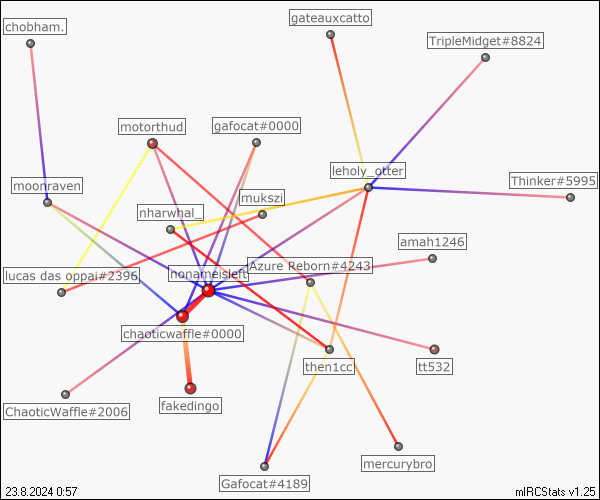 gateauxcatto
chobham.
TripleMidget#8824
motorthud
gafocat#0000
leholy_otter
moonraven
mukszi
Thinker#5995
nharwhal_
amah1246
lucas das oppai#2396
nonameisleft
Azure Reborn#4243
chaoticwaffle#0000
then1cc
tt532
ChaoticWaffle#2006
fakedingo
mercurybro
Gafocat#4189
23.8.2024 0:57
mIRCStats v1.25